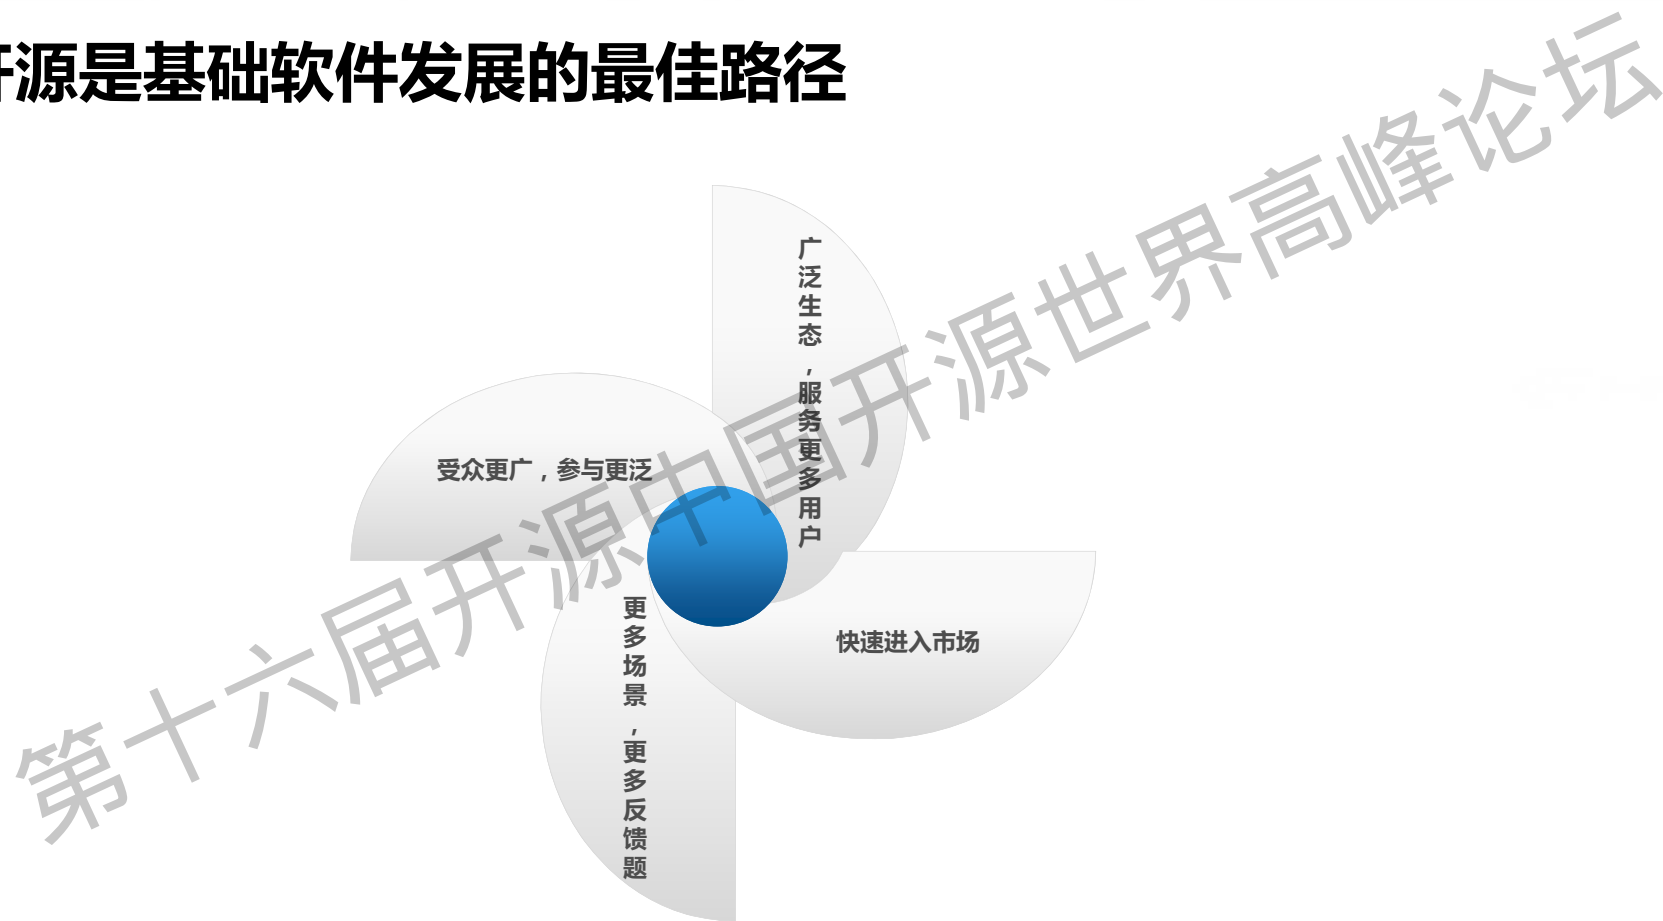 开源是基础软件发展的最佳路径
广泛生态，服务更多用户
受众更广，参与更泛
快速进入市场
更多场景，更多反馈题
第十六届开源中国开源世界高峰论坛